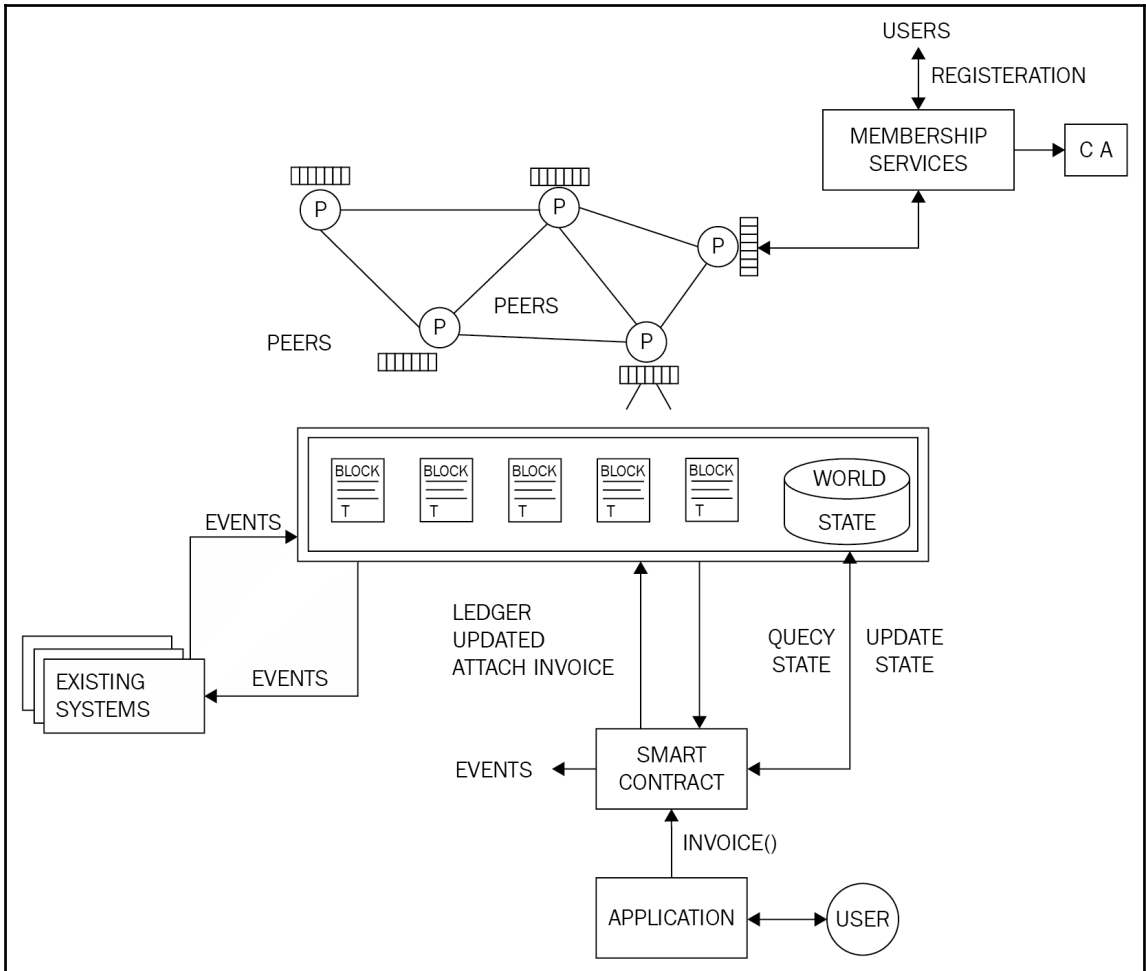 USERS
REGISTERATION
MEMBERSHIP
SERVICES
C A
P
P
P
PEERS
P
P
PEERS
BLOCK
T
BLOCK
T
BLOCK
T
BLOCK
T
BLOCK
T
WORLD
STATE
EVENTS
LEDGER
UPDATED
ATTACH INVOICE
QUECY
STATE
UPDATE
STATE
EVENTS
EXISTING
SYSTEMS
EVENTS
SMART
CONTRACT
INVOICE()
APPLICATION
USER